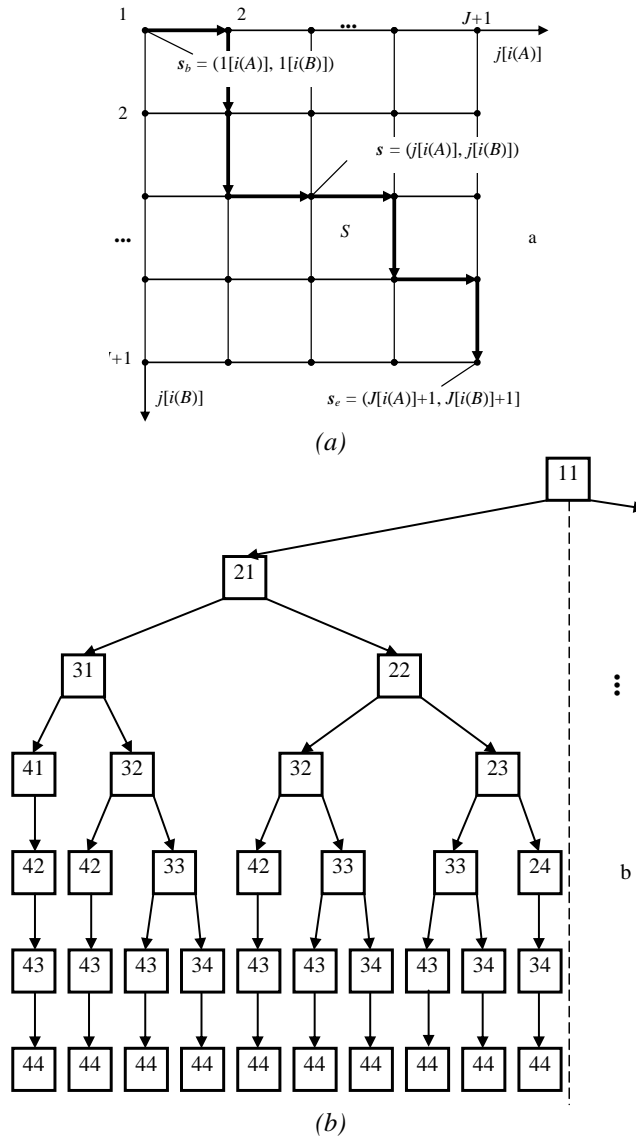 1 2 ... J+1
j[i(A)]
s_b = (1[i(A)], 1[i(B)])
2
s = (j[i(A)], j[i(B)])
... S a
+1
j[i(B)]
s_e = (J[i(A)]+1, J[i(B)]+1]
(a)
11
21
31 22
...
41 32 32 23
42 42 33 42 33 33 24
b
43 43 43 34 43 43 34 43 34 34
44 44 44 44 44 44 44 44 44 44
(b)